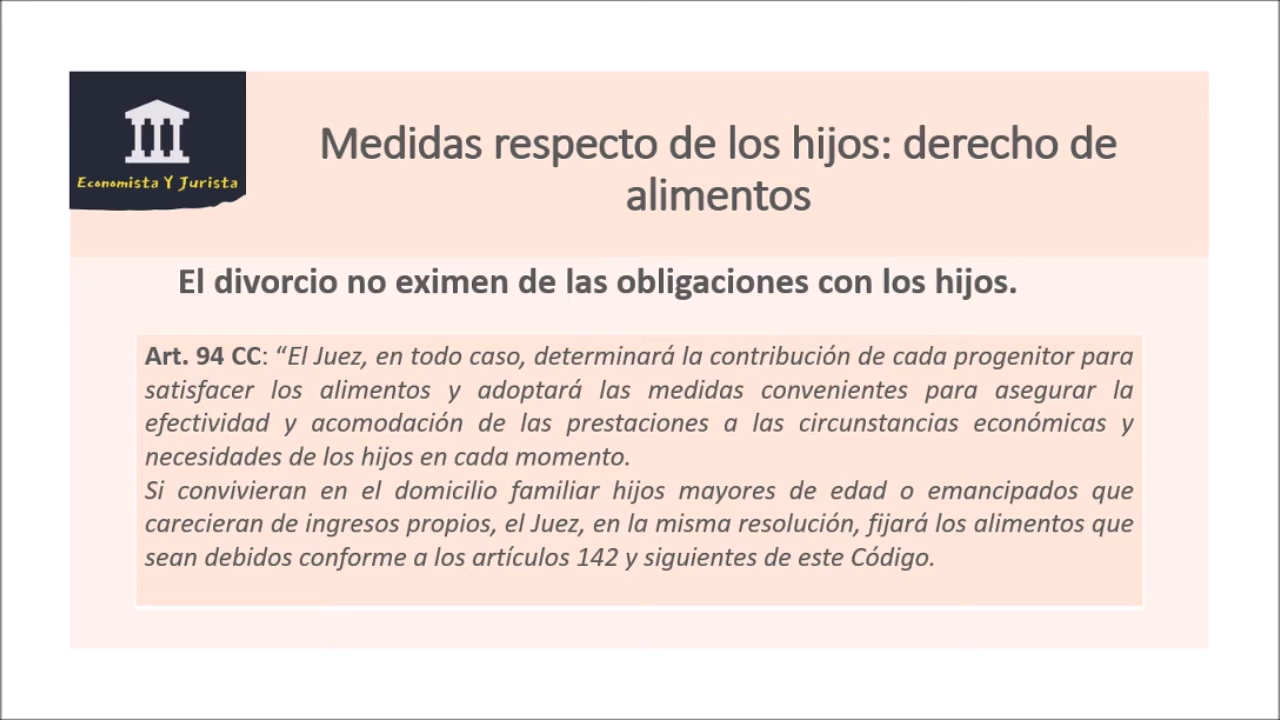 Economista Y Jurista
Medidas respecto de los hijos: derecho de
alimentos
El divorcio no eximen de las obligaciones con los hijos.
Art. 94 CC: “El Juez, en todo caso, determinará la contribución de cada progenitor para
satisfacer los alimentos y adoptará las medidas convenientes para asegurar la
efectividad y acomodación de las prestaciones a las circunstancias económicas y
necesidades de los hijos en cada momento.
Si convivieran en el domicilio familiar hijos mayores de edad o emancipados que
carecieran de ingresos propios, el Juez, en la misma resolución, fijará los alimentos que
sean debidos conforme a los artículos 142 y siguientes de este Código.